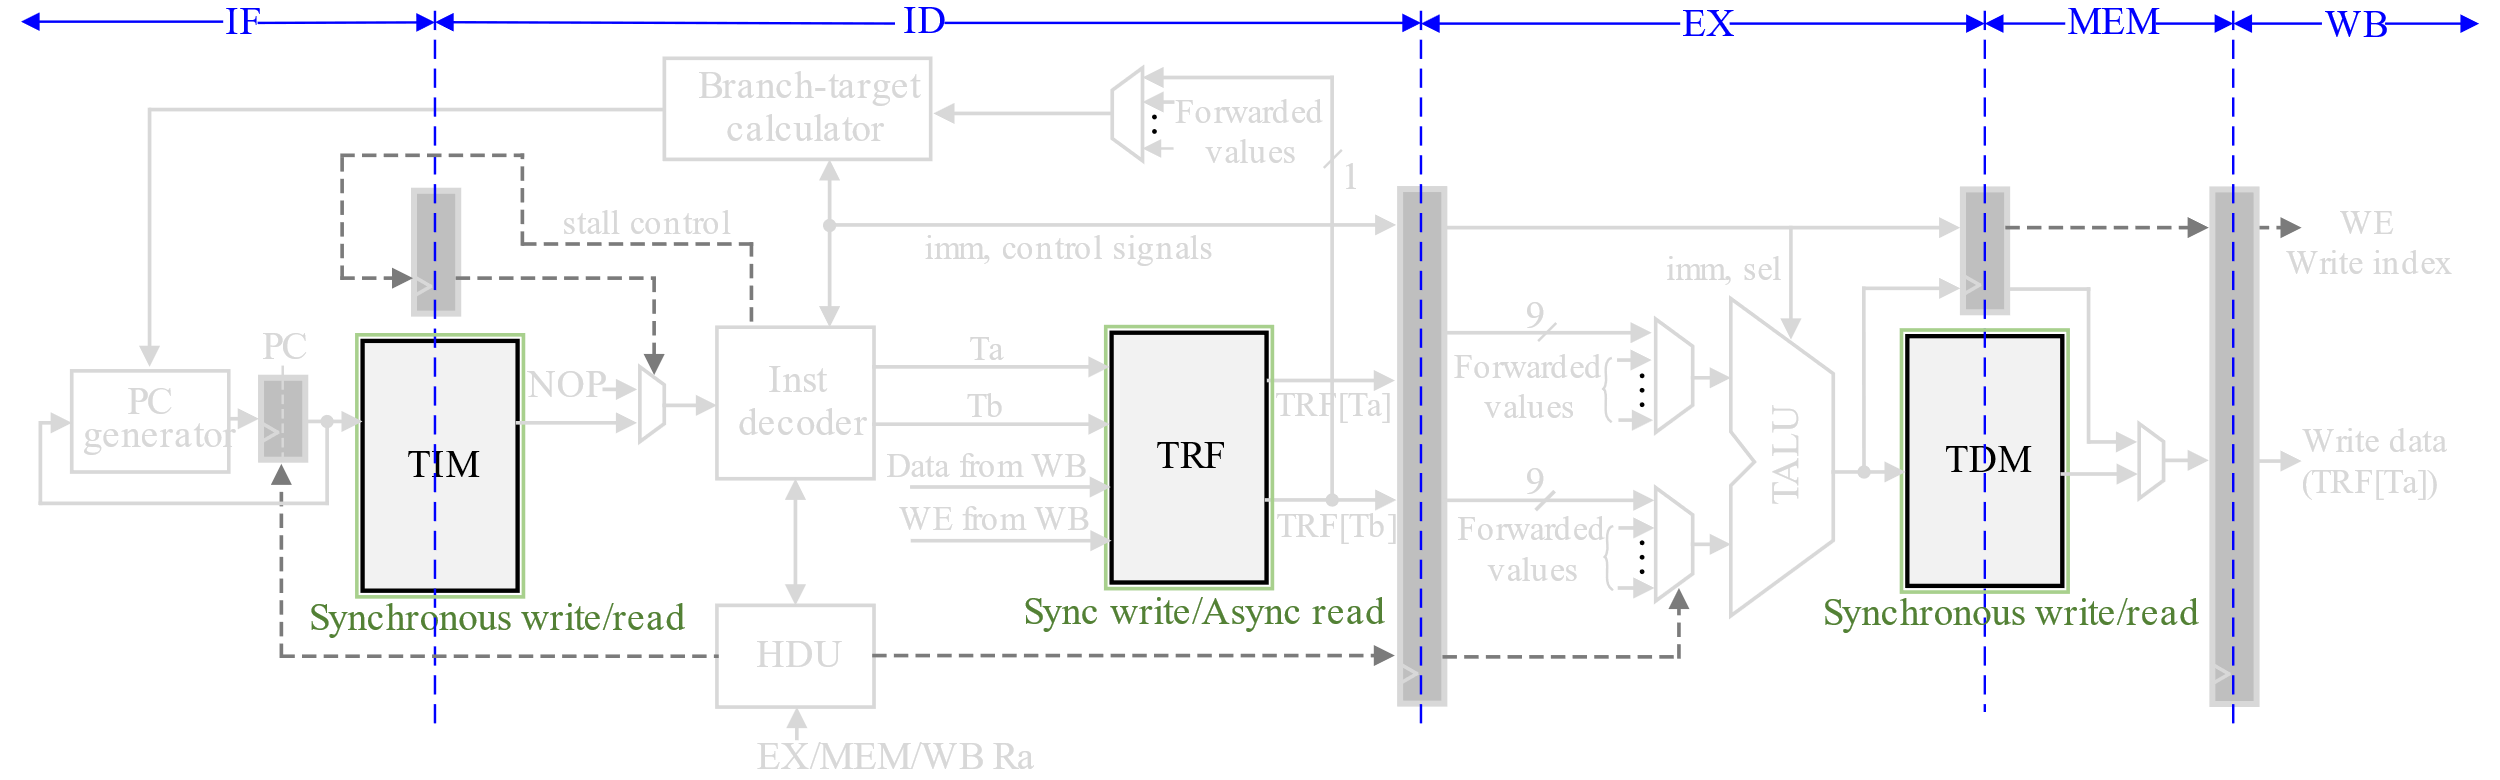 IF
ID
EX
MEM
WB
Branch-target
calculator
Forwarded
values
1
stall control
imm, control signals
imm, sel
WE
Write index
PC
PC
generator
TIM
NOP
Inst
decoder
Ta
Tb
Data from WB
WE from WB
TRF
TRF[Ta]
TRF[Tb]
9
Forwarded
values
9
Forwarded
values
TALU
TDM
Write data
(TRF[Ta])
Synchronous write/read
Sync write/Async read
Synchronous write/read
HDU
EX/MEM/WB Ra